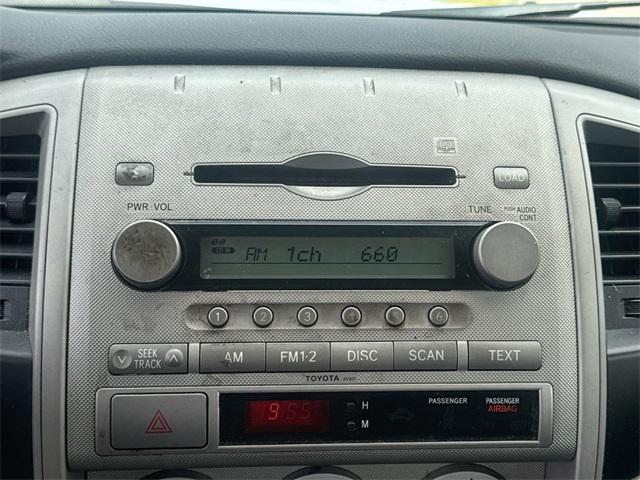 disc
LOAD
PWR·VOL
TUNE PUSH AUDIO CONT
AM 1ch 660
1 2 3 4 5 6
SEEK TRACK
AM FM1·2 DISC SCAN TEXT
TOYOTA
9:55 H
M
PASSENGER
PASSENGER AIRBAG